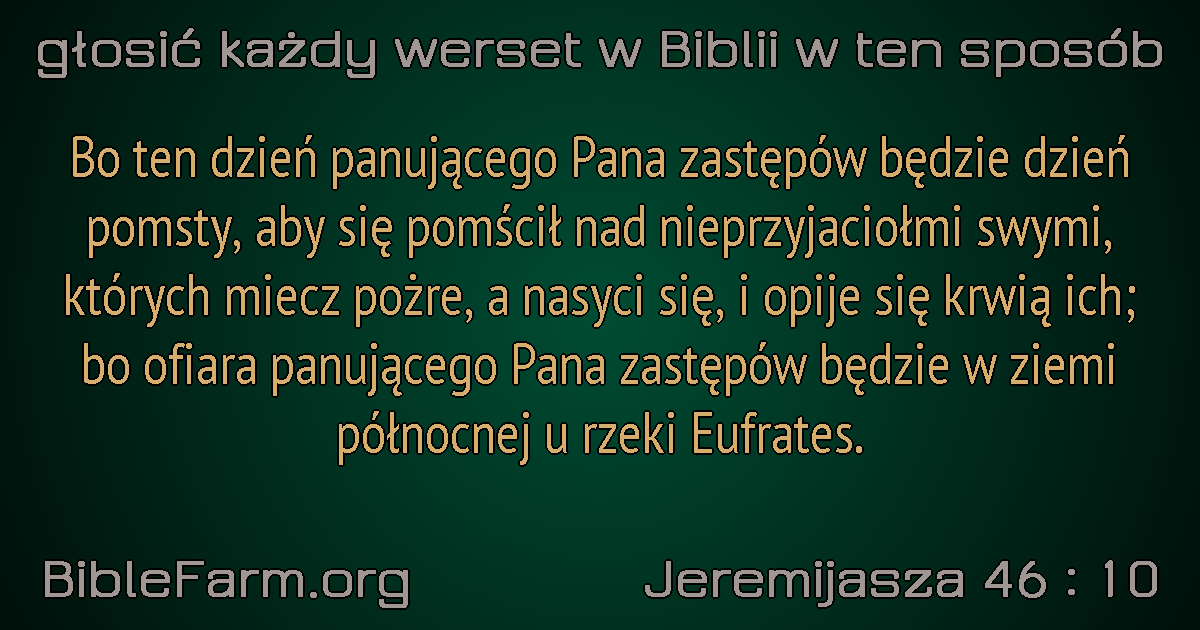 głosić każdy werset w Biblii w ten sposób
Bo ten dzień panującego Pana zastępów będzie dzień
pomsty, aby się pomścił nad nieprzyjaciołmi swymi,
których miecz pożre, a nasyci się, i opije się krwią ich;
bo ofiara panującego Pana zastępów będzie w ziemi
północnej u rzeki Eufrates.
BibleFarm.org
Jeremijasza 46 : 10